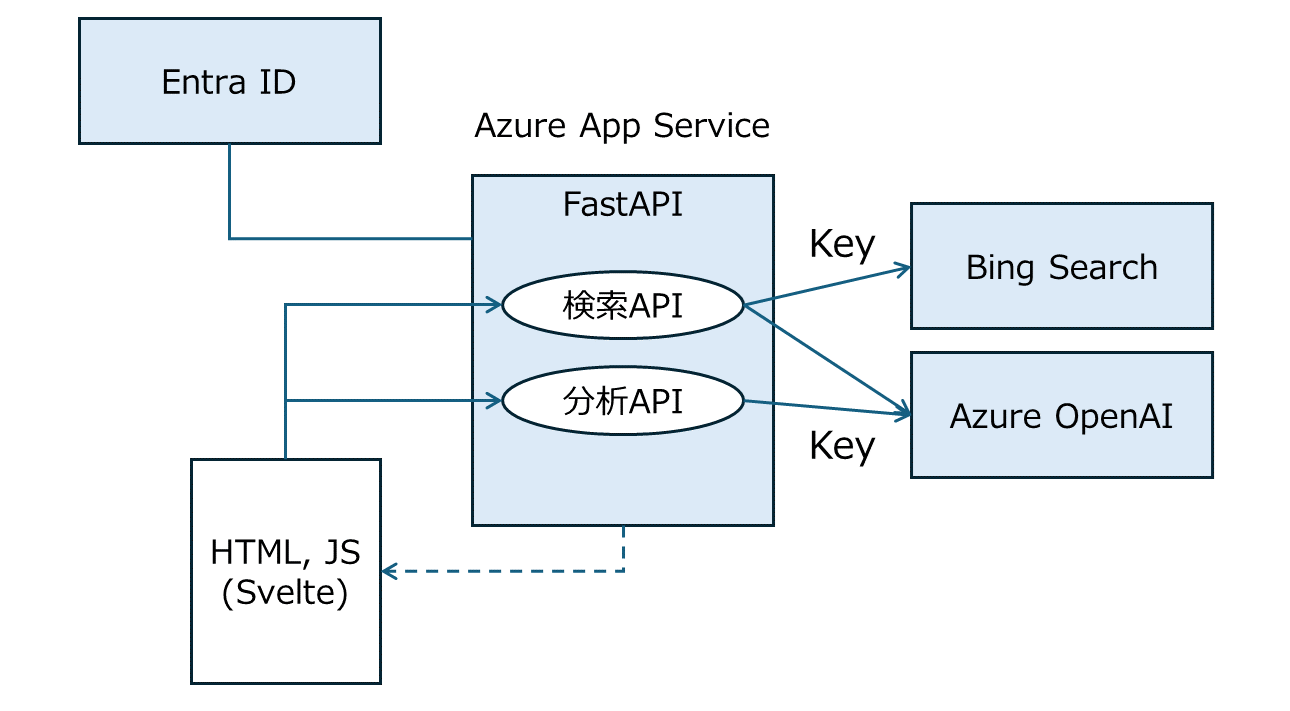 Entra ID
Azure App Service
FastAPI
Key
Bing Search
検索API
分析API
Azure OpenAI
Key
HTML, JS
(Svelte)